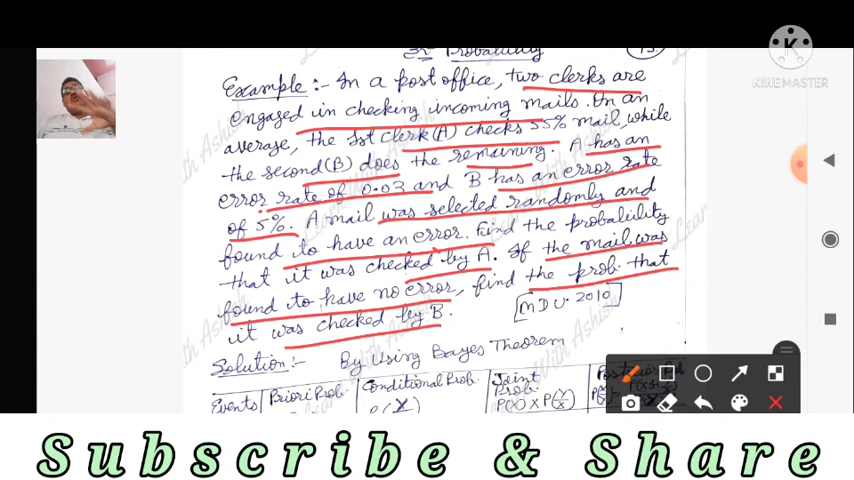 Probability
Example :- In a post office, two clerks are
engaged in checking incoming mails. On an
average, the 1st clerk(A) checks 55% mail, while
the second(B) does the remaining. A has an
error rate of 0.03 and B has an error rate
of 5%. A mail was selected randomly and
found to have an error. Find the probability
that it was checked by A. If the mail was
found to have no error, find the prob. that
it was checked by B. [MDU. 2010]
Solution:- By Using Bayes Theorem
Events Priori Prob. Conditional Prob. Joint Prob.
P(X) X P(Y/X)
KINEMASTER
Subscribe & Share